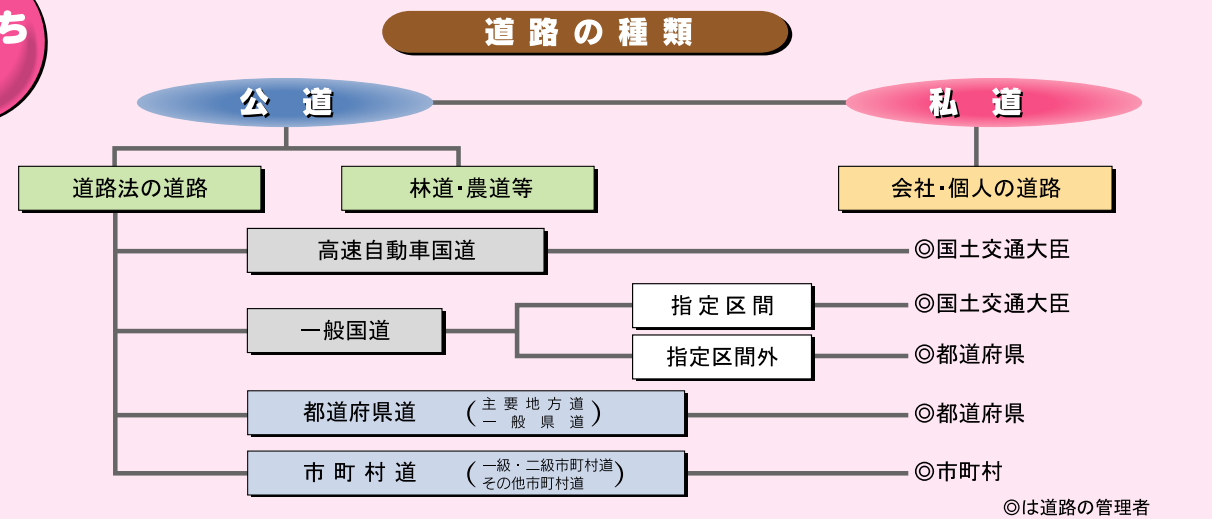 ち
道路の種類
公道
私道
道路法の道路
林道・農道等
会社・個人の道路
高速自動車国道
◎国土交通大臣
一般国道
指定区間
◎国土交通大臣
指定区間外
◎都道府県
都道府県道
(主要地方道
一般県道)
◎都道府県
市町村道
(一級・二級市町村道
その他市町村道)
◎市町村
◎は道路の管理者